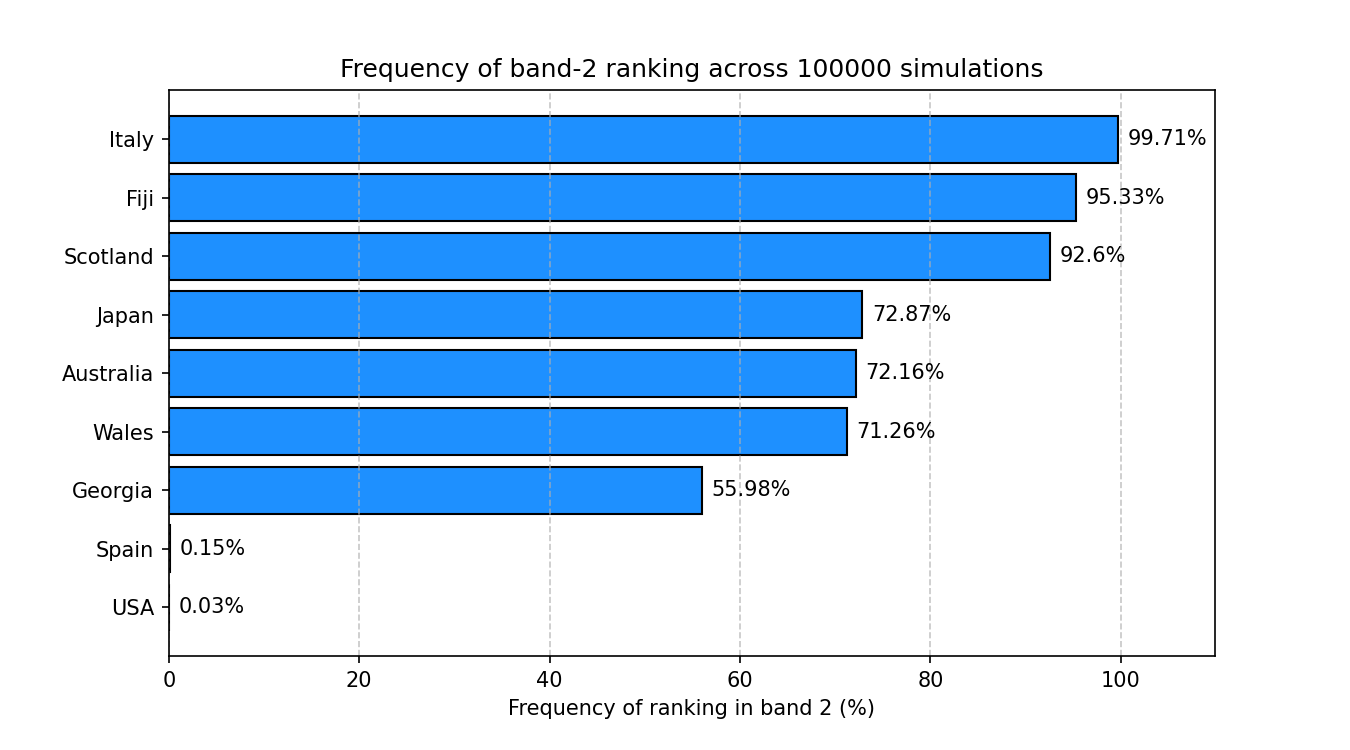 Frequency of band-2 ranking across 100000 simulations
Italy 99.71%
Fiji 95.33%
Scotland 92.6%
Japan 72.87%
Australia 72.16%
Wales 71.26%
Georgia 55.98%
Spain 0.15%
USA 0.03%
0 20 40 60 80 100
Frequency of ranking in band 2 (%)